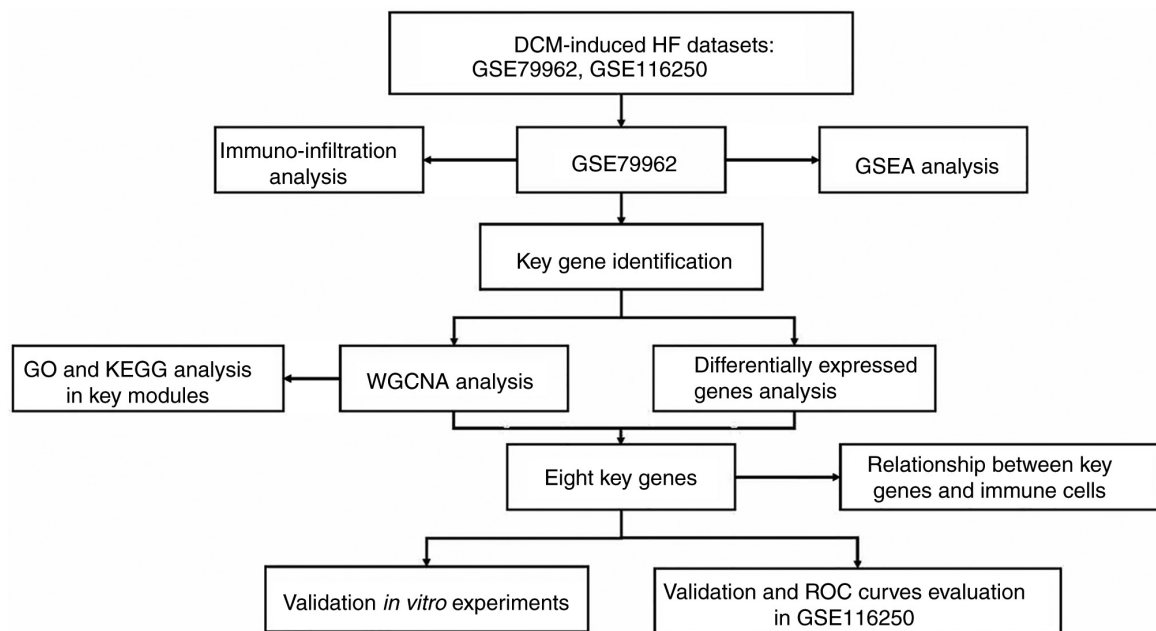 DCM-induced HF datasets:
GSE79962, GSE116250
Immuno-infiltration
analysis
GSE79962
GSEA analysis
Key gene identification
GO and KEGG analysis
in key modules
WGCNA analysis
Differentially expressed
genes analysis
Eight key genes
Relationship between key
genes and immune cells
Validation in vitro experiments
Validation and ROC curves evaluation
in GSE116250